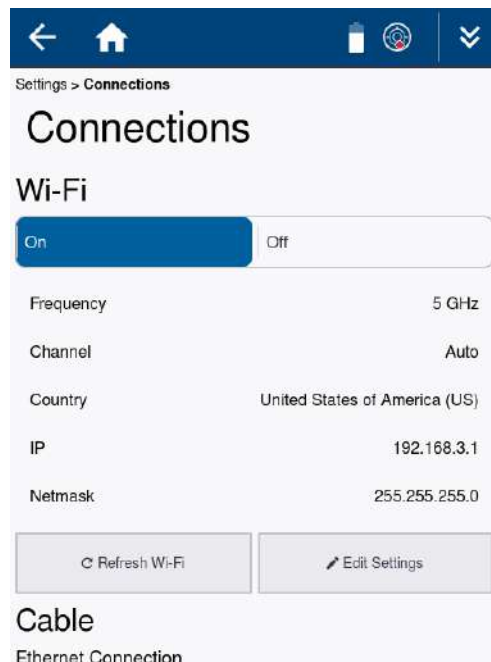 Settings > Connections
Connections
Wi-Fi
On Off
Frequency 5 GHz
Channel Auto
Country United States of America (US)
IP 192.168.3.1
Netmask 255.255.255.0
Refresh Wi-Fi Edit Settings
Cable
Ethernet Connection